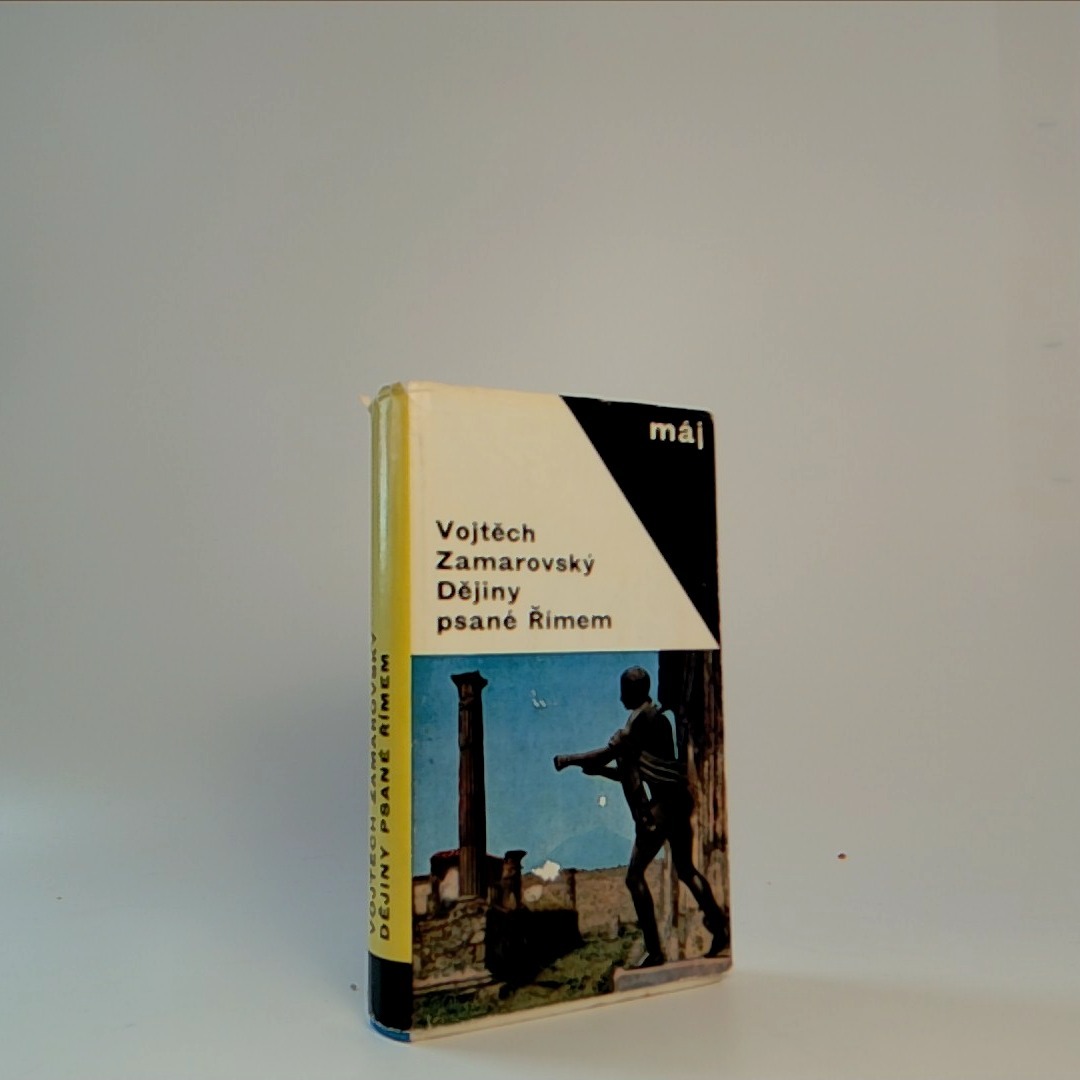 máj
Vojtěch
Zamarovský
Dějiny
psané Římem
VOJTĚCH ZAMAROVSKÝ
DĚJINY PSANÉ ŘÍMEM